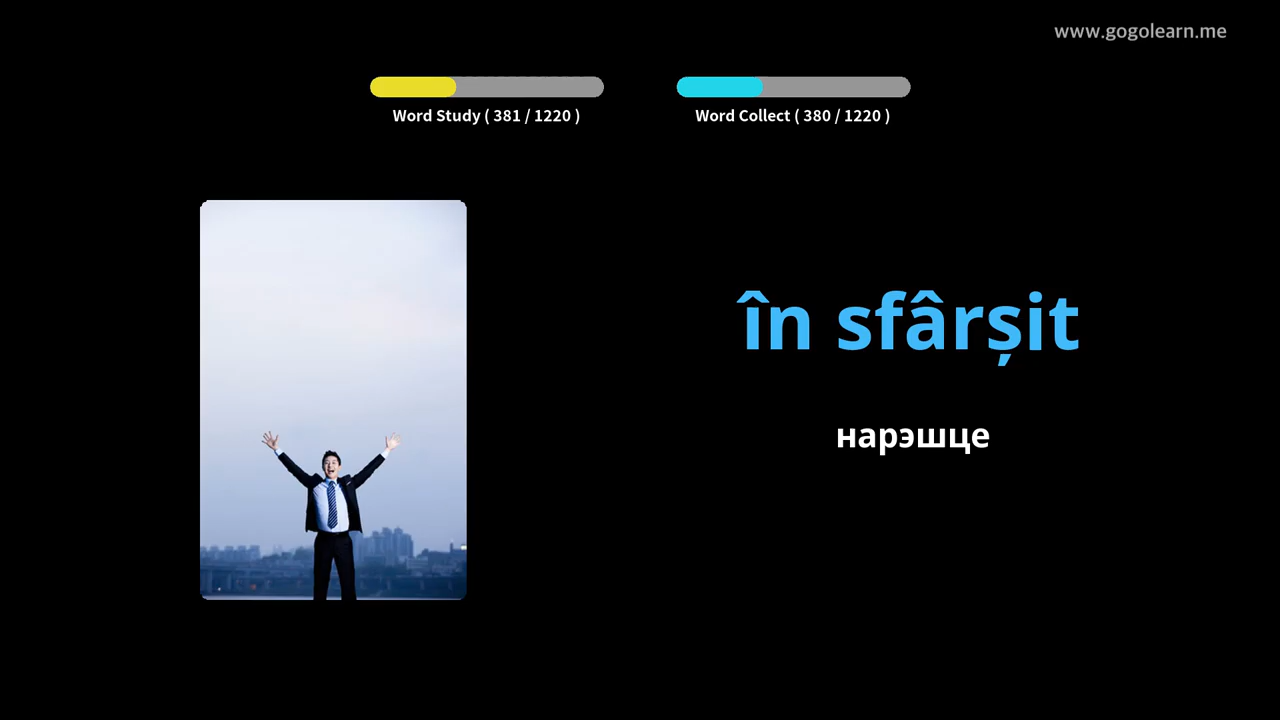 www.gogolearn.me
Word Study ( 381 / 1220 )
Word Collect ( 380 / 1220 )
în sfârșit
нарэшце